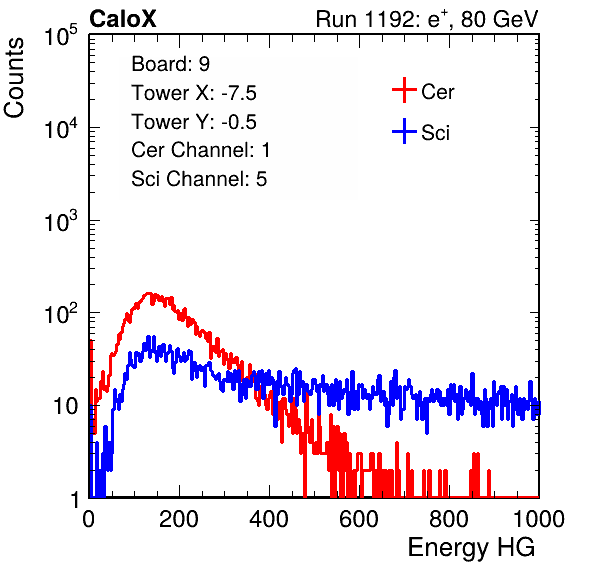 CaloX Run 1192: e⁺, 80 GeV
Counts
Board: 9
Tower X: -7.5
Tower Y: -0.5
Cer Channel: 1
Sci Channel: 5
Cer
Sci
10⁵
10⁴
10³
10²
10
1
0 200 400 600 800 1000
Energy HG